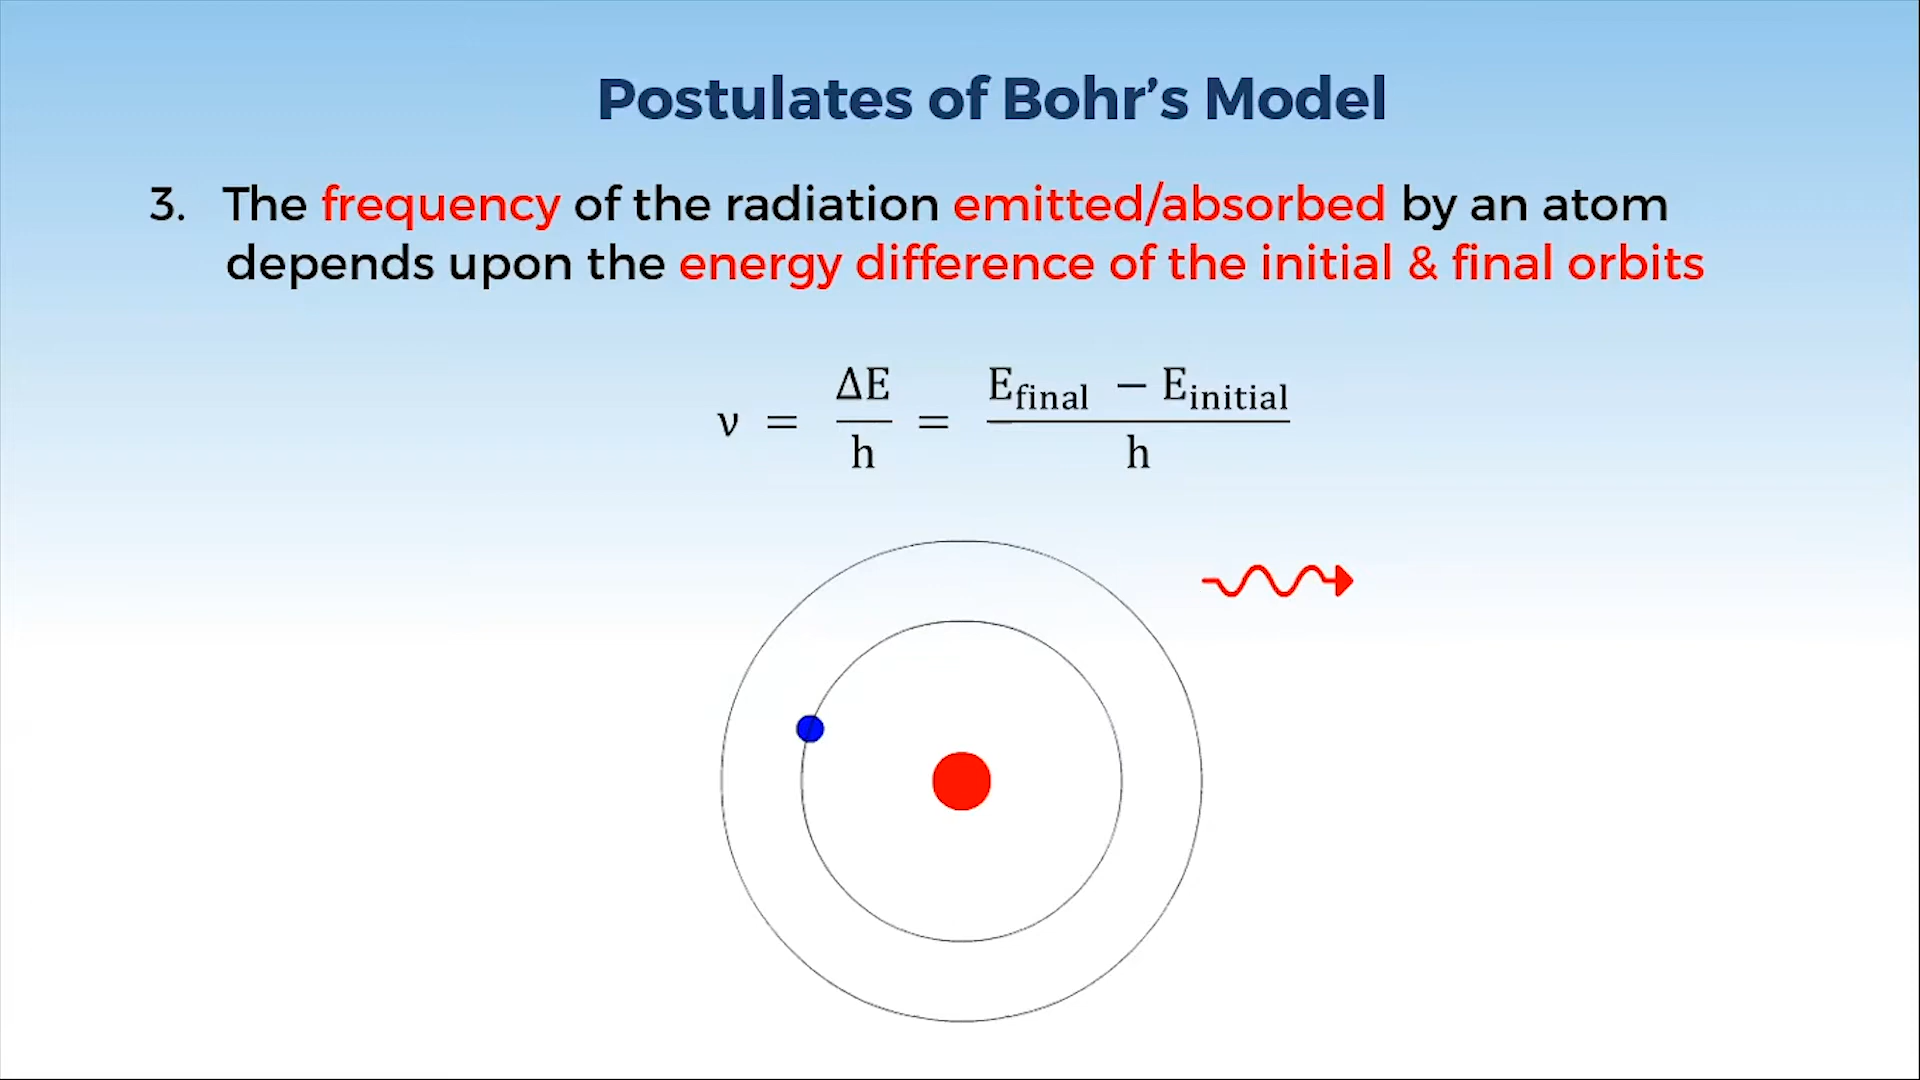 Postulates of Bohr’s Model
3. The frequency of the radiation emitted/absorbed by an atom
depends upon the energy difference of the initial & final orbits
ν = ΔE/h = (E_final − E_initial)/h